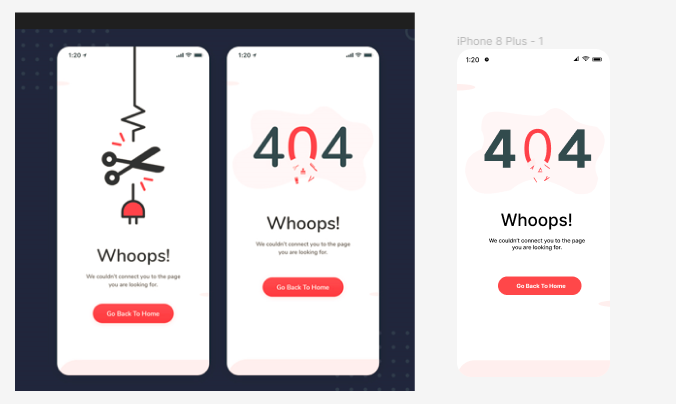 iPhone 8 Plus - 1
1:20
Whoops!
We couldn't connect you to the page
you are looking for.
Go Back To Home
1:20
404
Whoops!
We couldn't connect you to the page
you are looking for.
Go Back To Home
1:20
404
Whoops!
We couldn't connect you to the page
you are looking for.
Go Back To Home